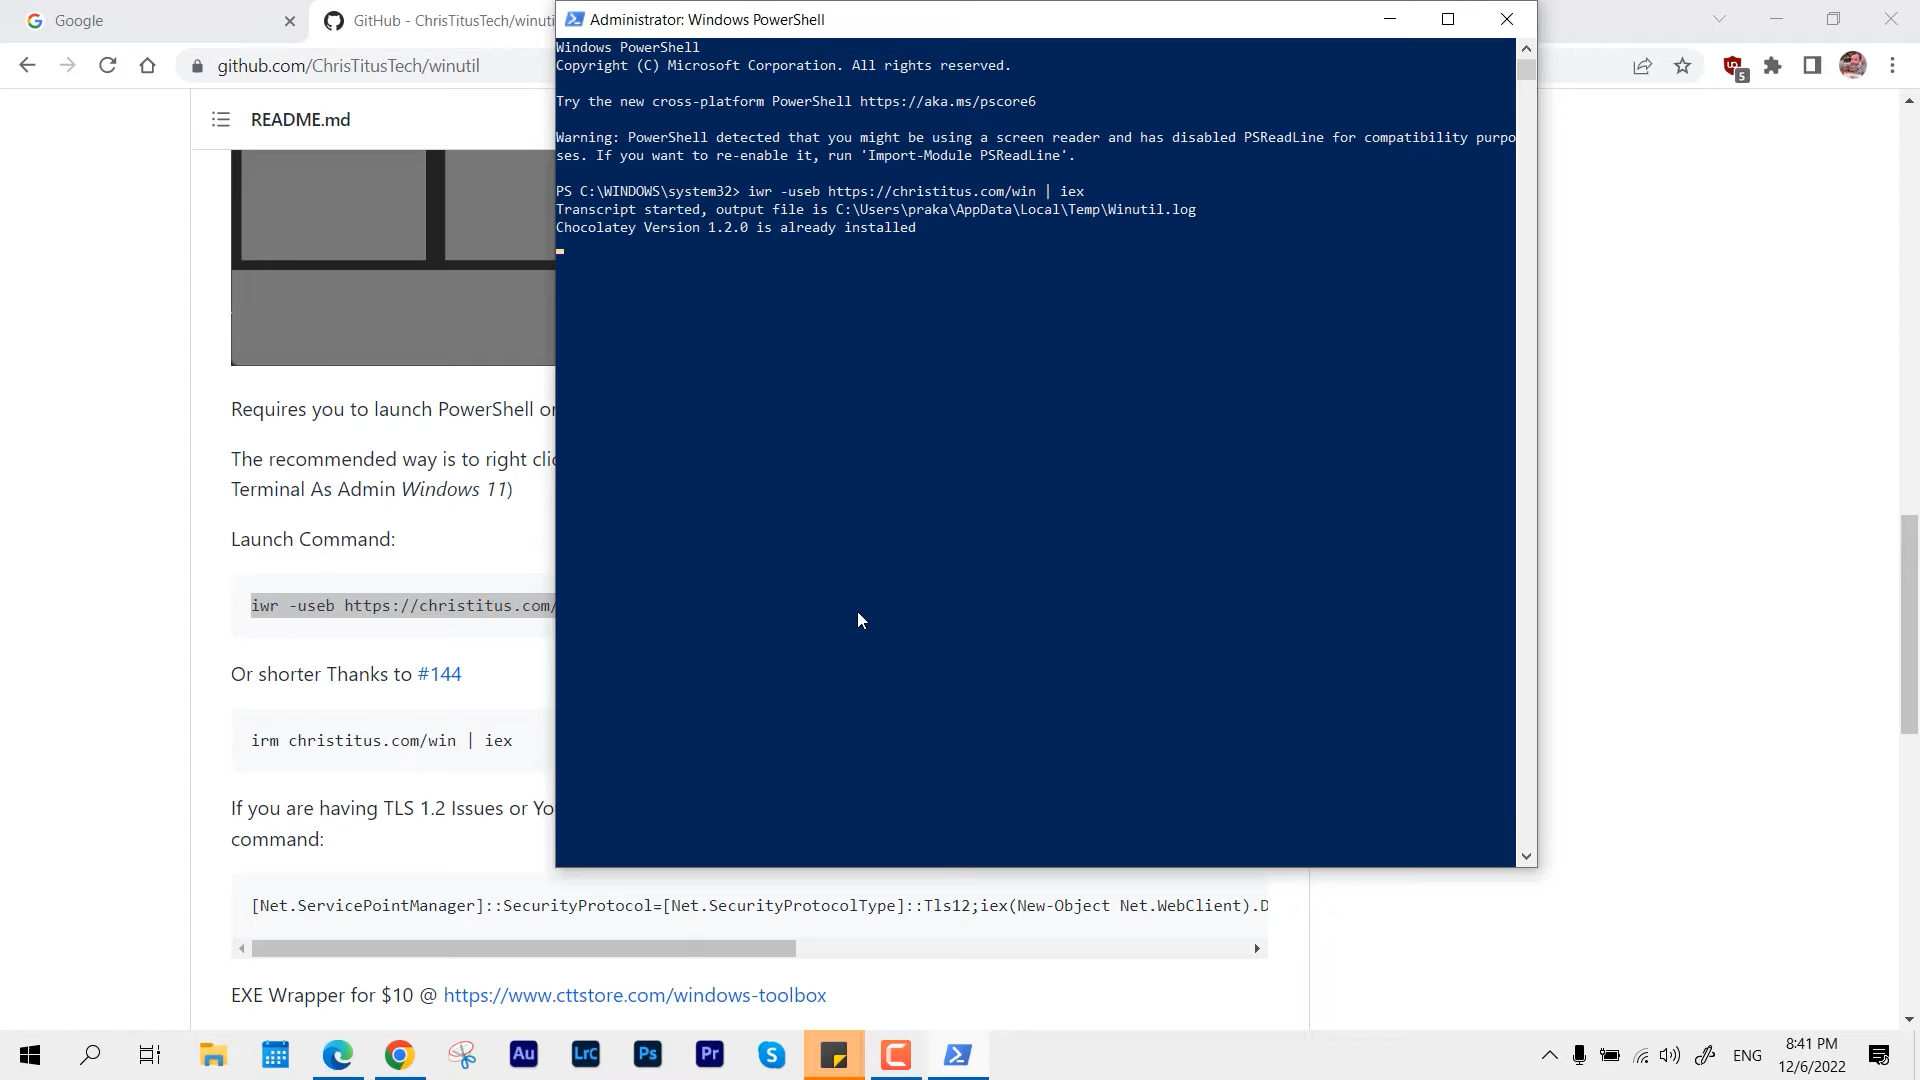 Google
GitHub - ChrisTitusTech/winuti
github.com/ChrisTitusTech/winutil
5
README.md
Requires you to launch PowerShell or
The recommended way is to right clic
Terminal As Admin Windows 11)
Launch Command:
iwr -useb https://christitus.com/
Or shorter Thanks to #144
irm christitus.com/win | iex
If you are having TLS 1.2 Issues or Yo
command:
[Net.ServicePointManager]::SecurityProtocol=[Net.SecurityProtocolType]::Tls12;iex(New-Object Net.WebClient).D
EXE Wrapper for $10 @ https://www.cttstore.com/windows-toolbox
Administrator: Windows PowerShell
Windows PowerShell
Copyright (C) Microsoft Corporation. All rights reserved.
Try the new cross-platform PowerShell https://aka.ms/pscore6
Warning: PowerShell detected that you might be using a screen reader and has disabled PSReadLine for compatibility purpo
ses. If you want to re-enable it, run 'Import-Module PSReadLine'.
PS C:\WINDOWS\system32> iwr -useb https://christitus.com/win | iex
Transcript started, output file is C:\Users\praka\AppData\Local\Temp\Winutil.log
Chocolatey Version 1.2.0 is already installed
Au
LrC
Ps
Pr
S
C
ENG
8:41 PM
12/6/2022